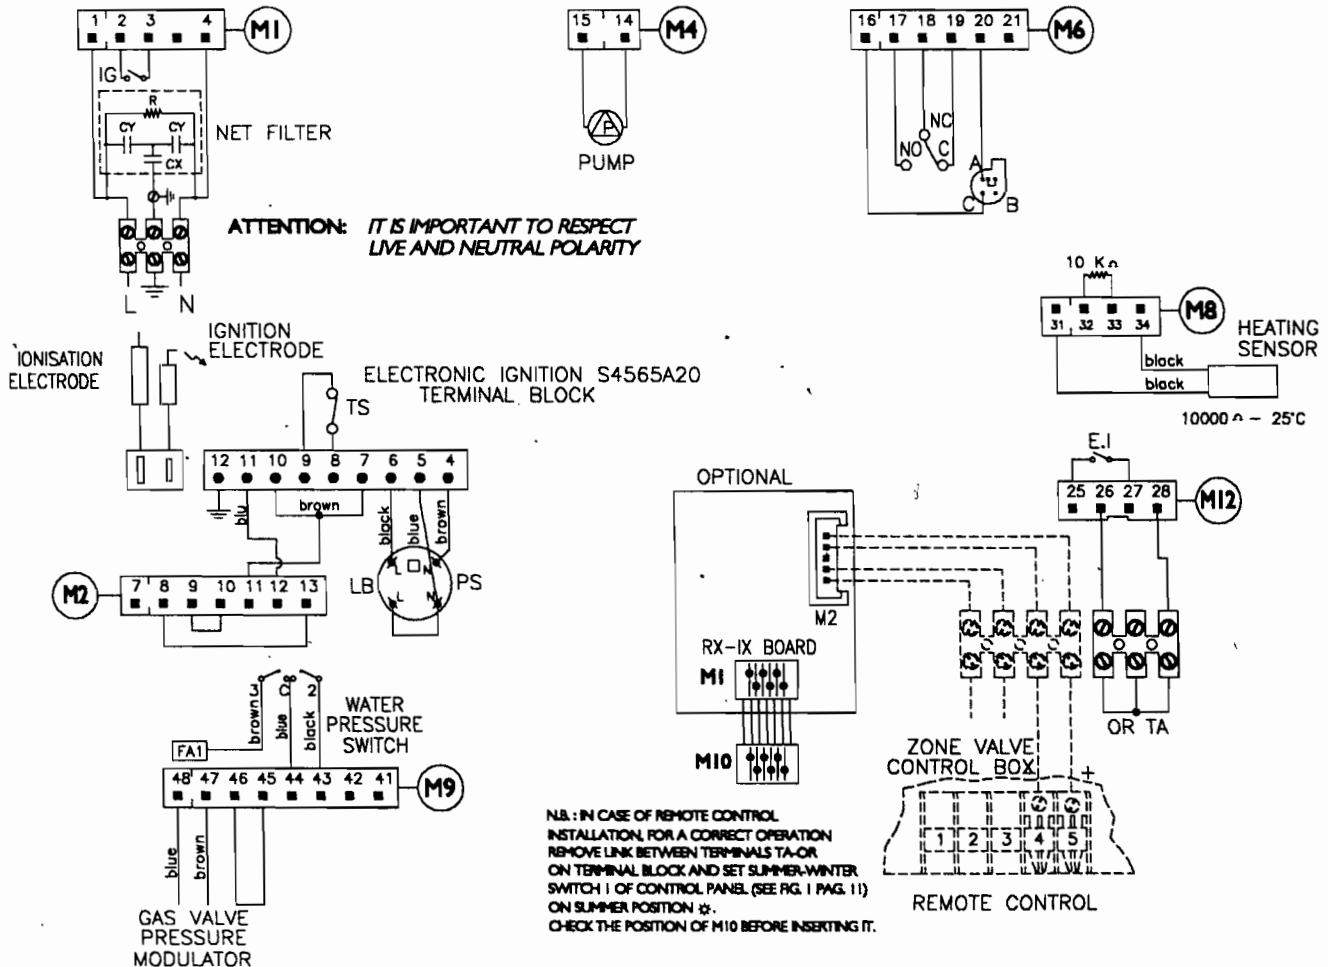 1 2 3 4
M1
IG
R
CY CY
CX
NET FILTER
L N
ATTENTION: IT IS IMPORTANT TO RESPECT
LIVE AND NEUTRAL POLARITY
15 14
M4
P
PUMP
16 17 18 19 20 21
M6
NC
NO C
A
C B
10 KΩ
31 32 33 34
M8
HEATING
SENSOR
black
black
10000 Ω - 25°C
IONISATION
ELECTRODE
IGNITION
ELECTRODE
ELECTRONIC IGNITION S4565A20
TERMINAL BLOCK
TS
12 11 10 9 8 7 6 5 4
blu
brown
black
blue
brown
LB
L N
L N
PS
M2
7 8 9 10 11 12 13
3 C 2
brown
blue
black
WATER
PRESSURE
SWITCH
FA1
48 47 46 45 44 43 42 41
M9
blue
brown
GAS VALVE
PRESSURE
MODULATOR
OPTIONAL
M2
RX-IX BOARD
M1
M10
E.I
25 26 27 28
M12
OR TA
ZONE VALVE
CONTROL BOX
+
1 2 3 4 5
REMOTE CONTROL
N.B. : IN CASE OF REMOTE CONTROL
INSTALLATION, FOR A CORRECT OPERATION
REMOVE LINK BETWEEN TERMINALS TA-OR
ON TERMINAL BLOCK AND SET SUMMER-WINTER
SWITCH 1 OF CONTROL PANEL (SEE FIG. 1 PAG. 11)
ON SUMMER POSITION ☼.
CHECK THE POSITION OF M10 BEFORE INSERTING IT.